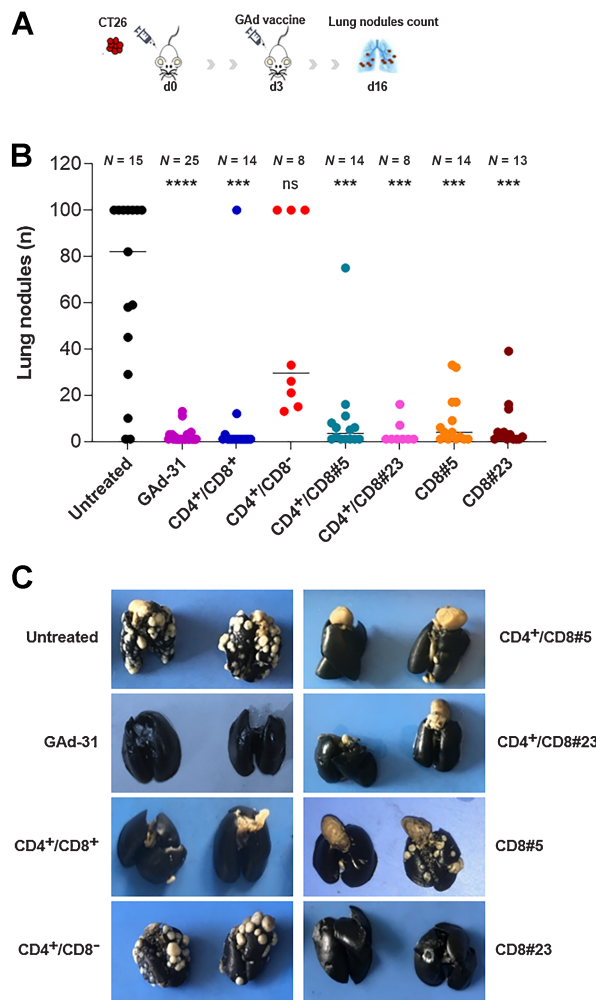 A
CT26
GAd vaccine
Lung nodules count
d0
d3
d16
B
N = 15
N = 25
N = 14
N = 8
N = 14
N = 8
N = 14
N = 13
****
***
ns
***
***
***
***
Lung nodules (n)
120
100
80
60
40
20
0
Untreated
GAd-31
CD4⁺/CD8⁺
CD4⁺/CD8⁻
CD4⁺/CD8#5
CD4⁺/CD8#23
CD8#5
CD8#23
C
Untreated
CD4⁺/CD8#5
GAd-31
CD4⁺/CD8#23
CD4⁺/CD8⁺
CD8#5
CD4⁺/CD8⁻
CD8#23